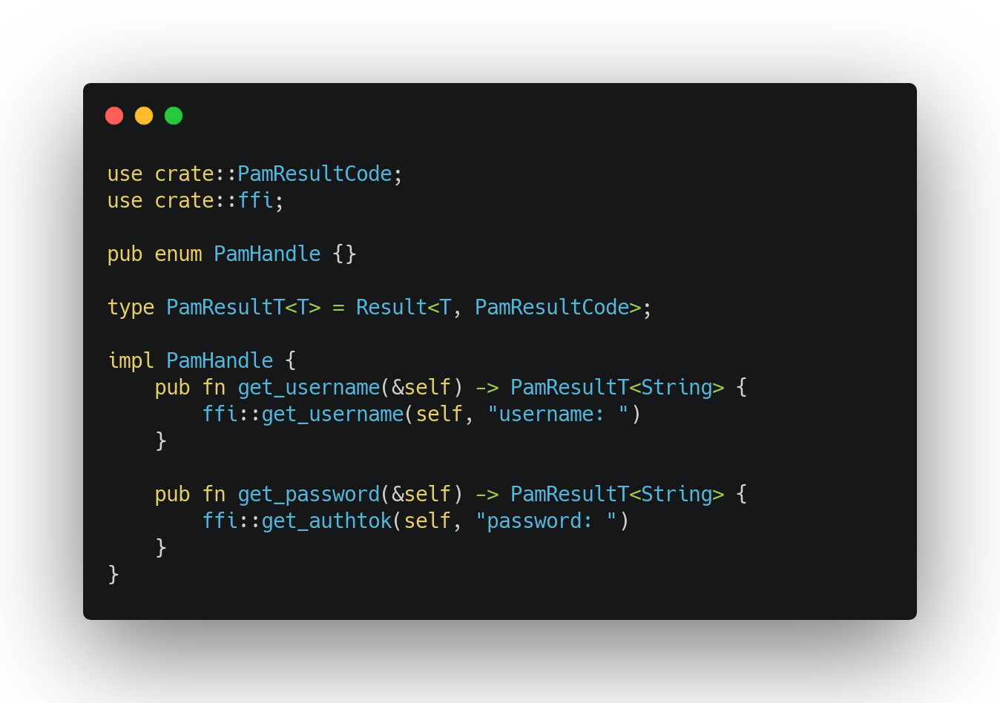 use crate::PamResultCode;
use crate::ffi;
pub enum PamHandle {}
type PamResultT<T> = Result<T, PamResultCode>;
impl PamHandle {
    pub fn get_username(&self) -> PamResultT<String> {
        ffi::get_username(self, "username: ")
    }
    pub fn get_password(&self) -> PamResultT<String> {
        ffi::get_authtok(self, "password: ")
    }
}